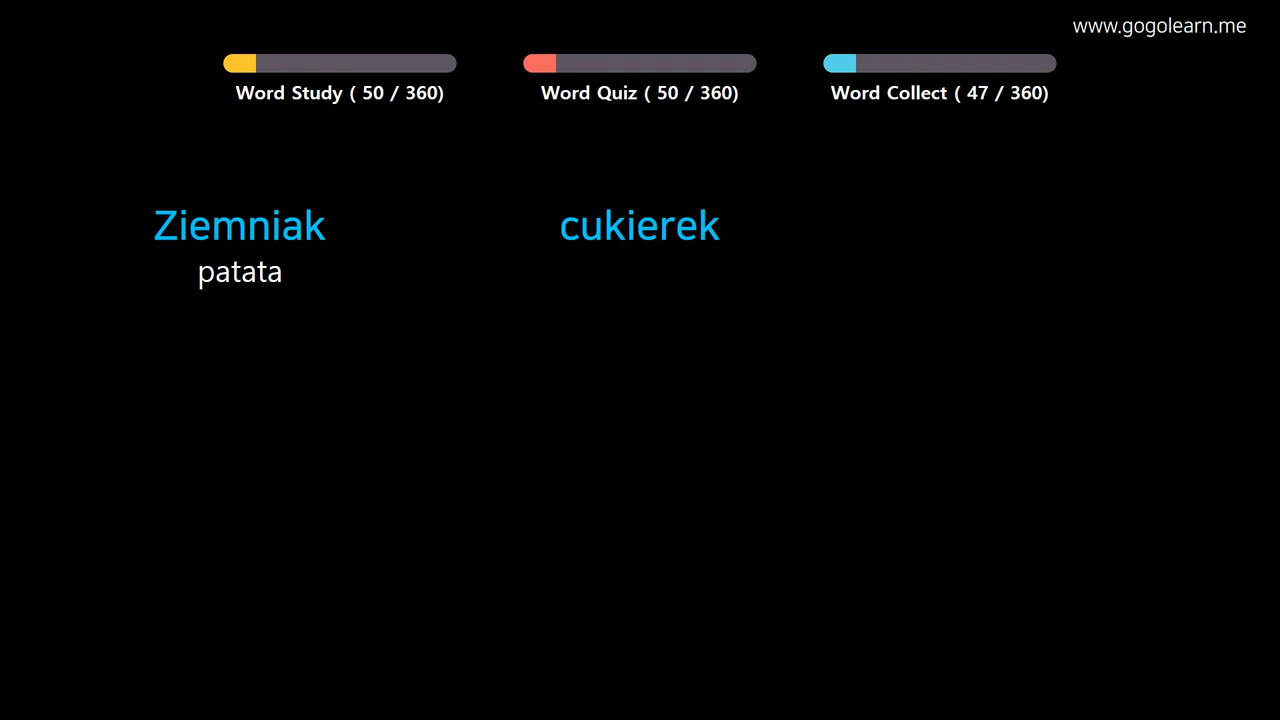 www.gogolearn.me
Word Study ( 50 / 360)
Word Quiz ( 50 / 360)
Word Collect ( 47 / 360)
Ziemniak
cukierek
patata